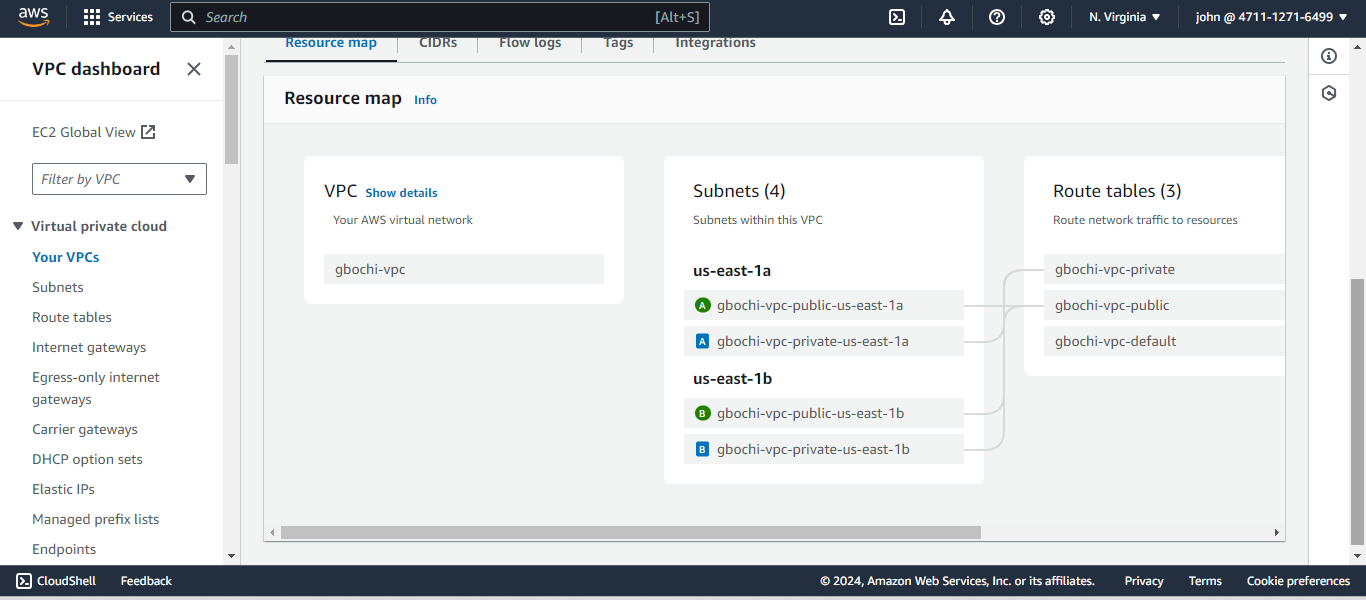 aws
Services
Search
[Alt+S]
N. Virginia
john @ 4711-1271-6499
VPC dashboard
EC2 Global View
Filter by VPC
Virtual private cloud
Your VPCs
Subnets
Route tables
Internet gateways
Egress-only internet
gateways
Carrier gateways
DHCP option sets
Elastic IPs
Managed prefix lists
Endpoints
Resource map
CIDRs
Flow logs
Tags
Integrations
Resource map Info
VPC Show details
Your AWS virtual network
gbochi-vpc
Subnets (4)
Subnets within this VPC
us-east-1a
A gbochi-vpc-public-us-east-1a
A gbochi-vpc-private-us-east-1a
us-east-1b
B gbochi-vpc-public-us-east-1b
B gbochi-vpc-private-us-east-1b
Route tables (3)
Route network traffic to resources
gbochi-vpc-private
gbochi-vpc-public
gbochi-vpc-default
CloudShell
Feedback
© 2024, Amazon Web Services, Inc. or its affiliates.
Privacy
Terms
Cookie preferences